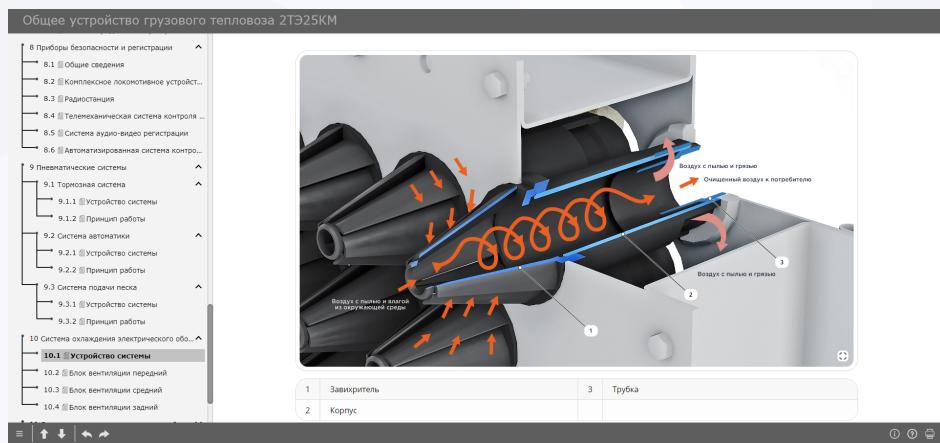 Общее устройство грузового тепловоза 2ТЭ25КМ
8 Приборы безопасности и регистрации
8.1 Общие сведения
8.2 Комплексное локомотивное устройст...
8.3 Радиостанция
8.4 Телемеханическая система контроля ...
8.5 Система аудио-видео регистрации
8.6 Автоматизированная система контро...
9 Пневматические системы
9.1 Тормозная система
9.1.1 Устройство системы
9.1.2 Принцип работы
9.2 Система автоматики
9.2.1 Устройство системы
9.2.2 Принцип работы
9.3 Система подачи песка
9.3.1 Устройство системы
9.3.2 Принцип работы
10 Система охлаждения электрического обо...
10.1 Устройство системы
10.2 Блок вентиляции передний
10.3 Блок вентиляции средний
10.4 Блок вентиляции задний
Воздух с пылью и грязью
Очищенный воздух к потребителю
Воздух с пылью и грязью
Воздух с пылью и влагой
из окружающей среды
3
2
1
1 Завихритель 3 Трубка
2 Корпус